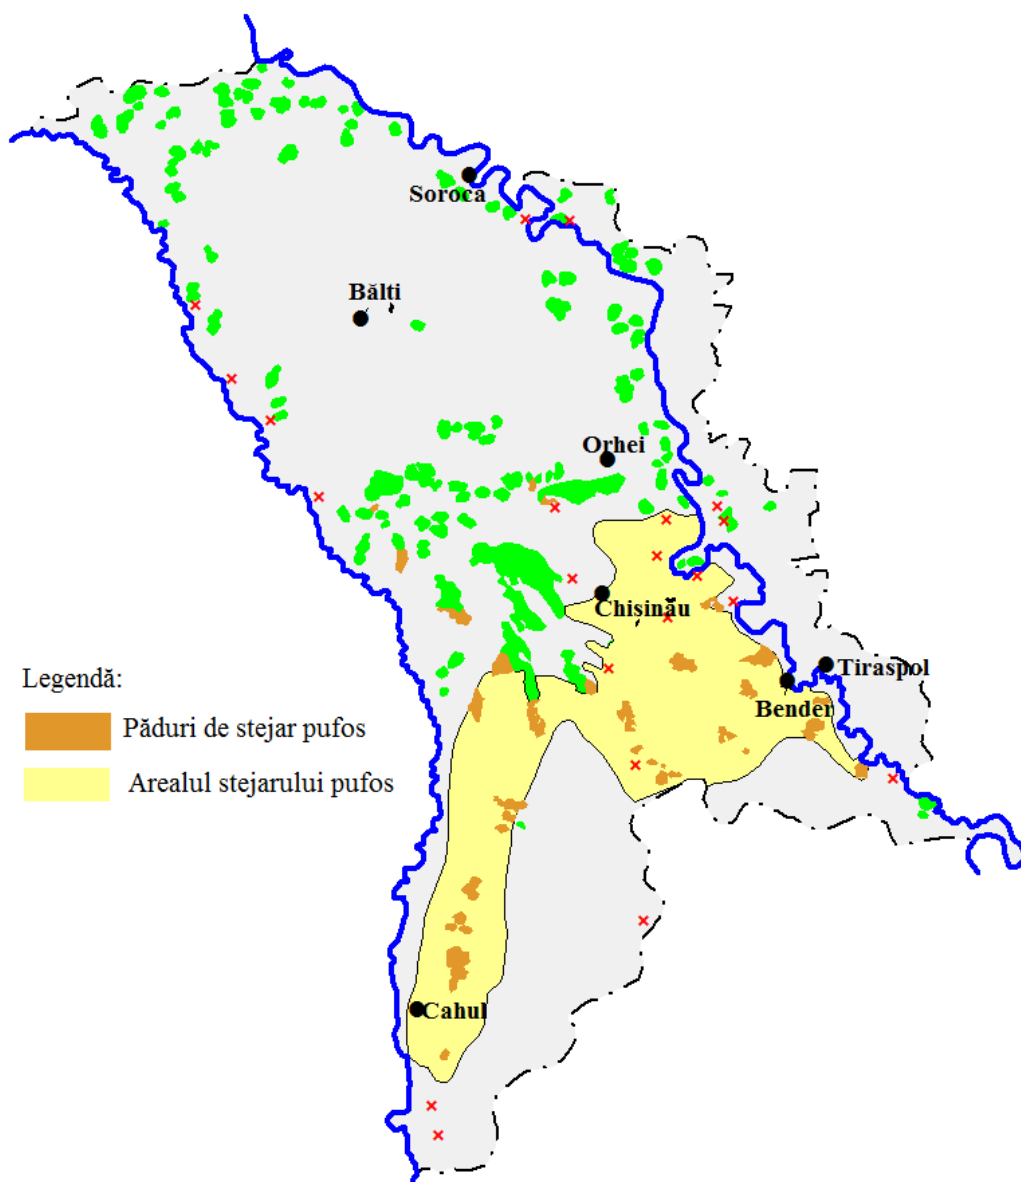 Soroca
Bălți
Orhei
Chișinău
Tiraspol
Bender
Legendă:
Păduri de stejar pufos
Arealul stejarului pufos
Cahul